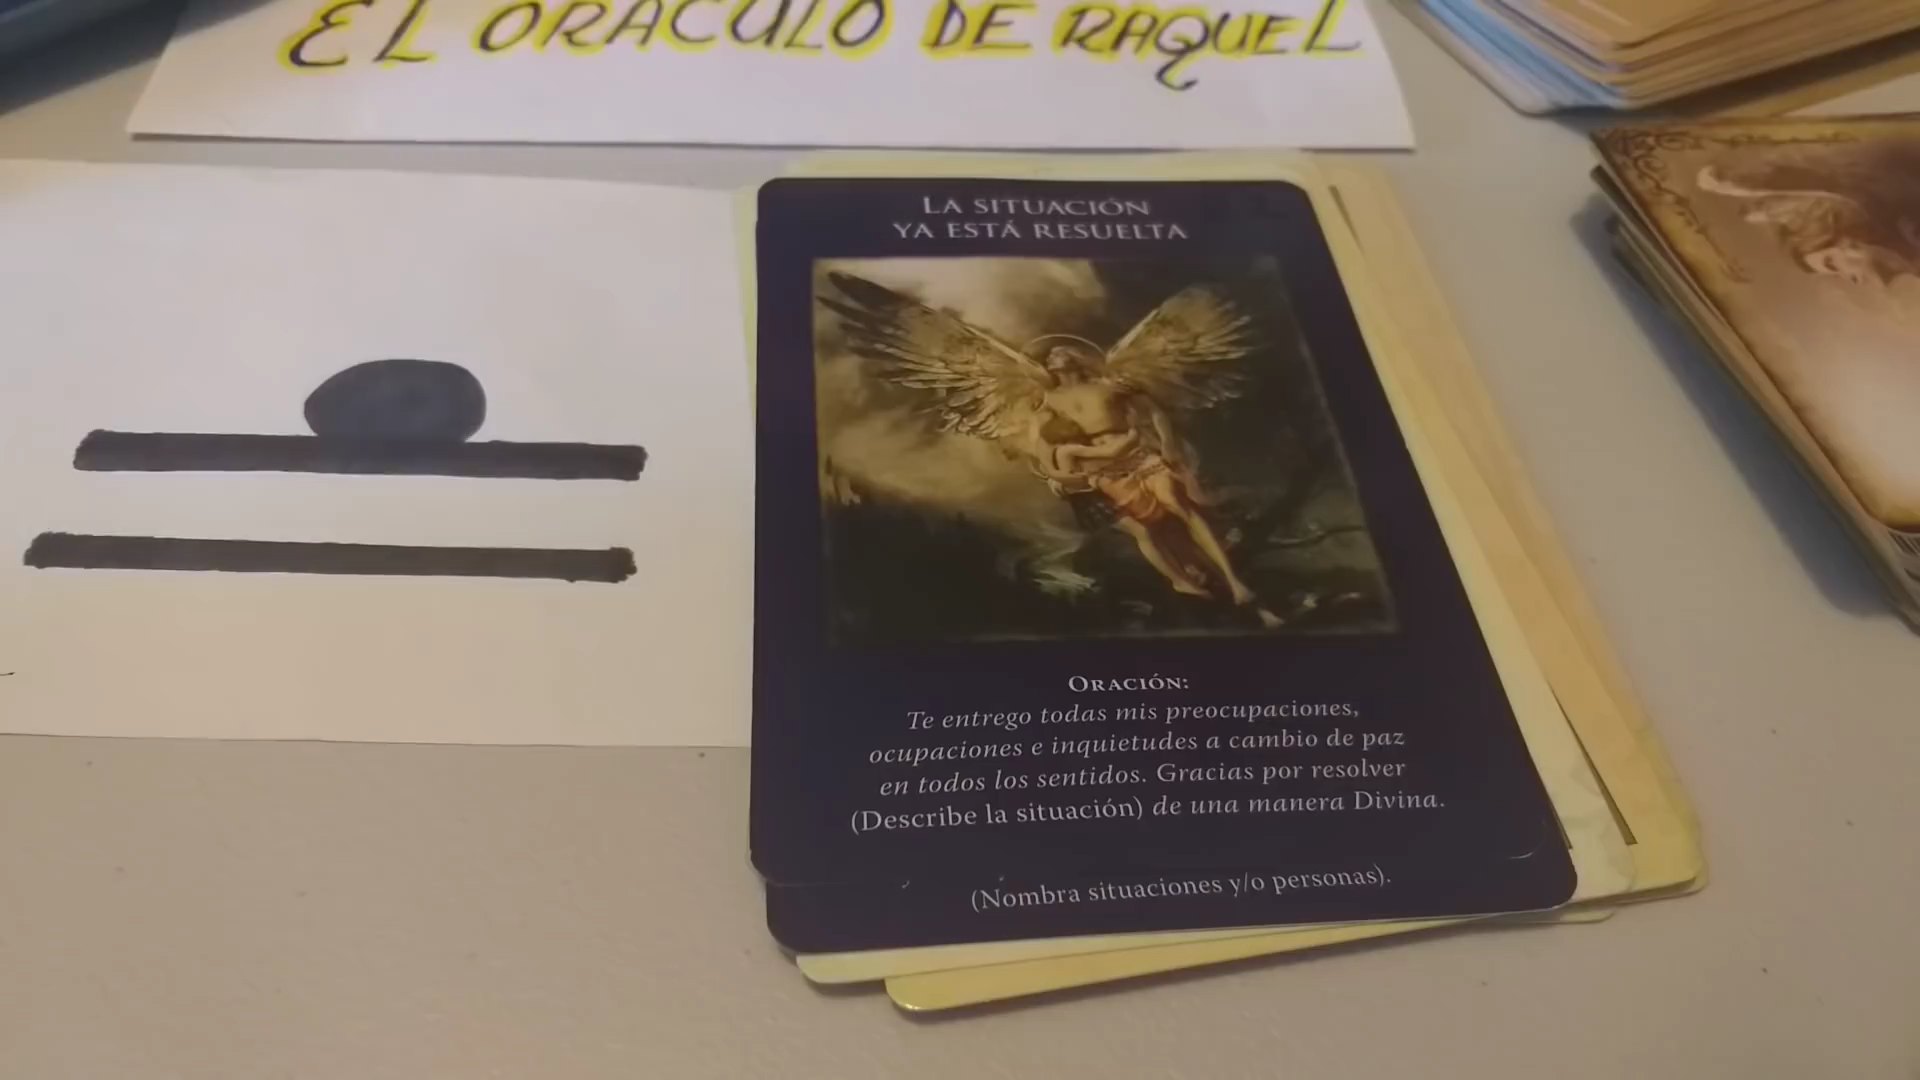 EL ORACULO DE RAQUEL
LA SITUACIÓN
YA ESTÁ RESUELTA
ORACIÓN:
Te entrego todas mis preocupaciones,
ocupaciones e inquietudes a cambio de paz
en todos los sentidos. Gracias por resolver
(Describe la situación) de una manera Divina.
(Nombra situaciones y/o personas).